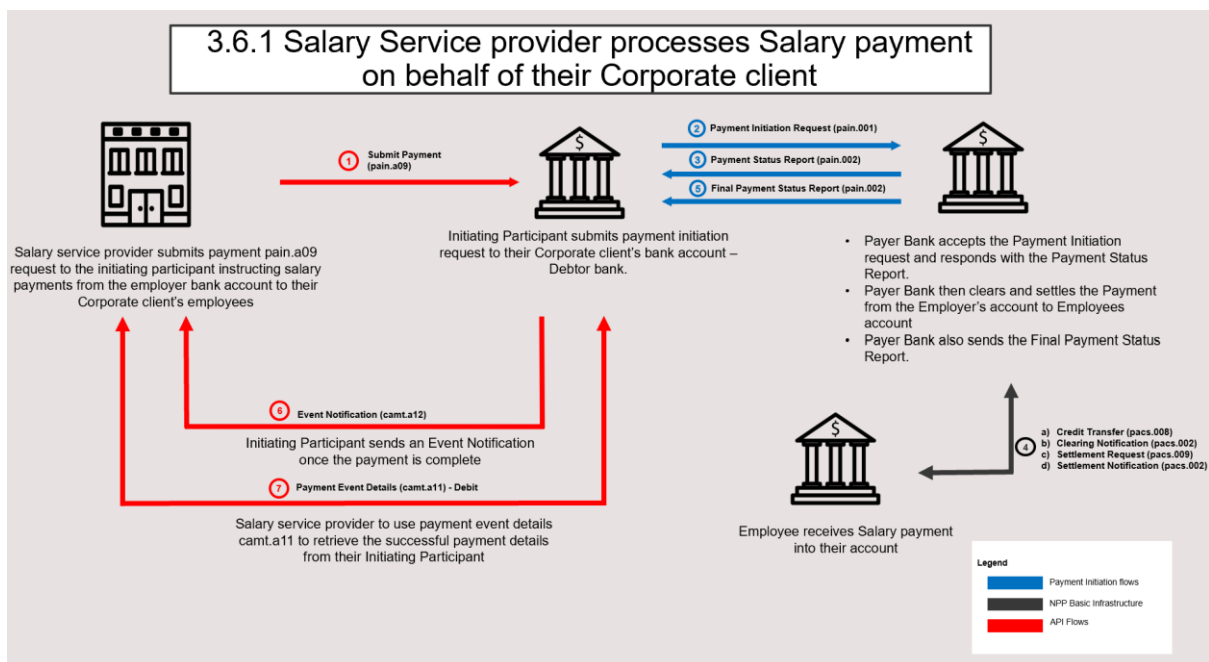 3.6.1 Salary Service provider processes Salary payment
on behalf of their Corporate client
$
$
1
Submit Payment
(pain.a09)
2
Payment Initiation Request (pain.001)
3
Payment Status Report (pain.002)
5
Final Payment Status Report (pain.002)
Salary service provider submits payment pain.a09
request to the initiating participant instructing salary
payments from the employer bank account to their
Corporate client's employees
Initiating Participant submits payment initiation
request to their Corporate client's bank account –
Debtor bank.
• Payer Bank accepts the Payment Initiation
request and responds with the Payment Status
Report.
• Payer Bank then clears and settles the Payment
from the Employer's account to Employees
account
• Payer Bank also sends the Final Payment Status
Report.
6
Event Notification (camt.a12)
Initiating Participant sends an Event Notification
once the payment is complete
7
Payment Event Details (camt.a11) - Debit
Salary service provider to use payment event details
camt.a11 to retrieve the successful payment details
from their Initiating Participant
$
4
a) Credit Transfer (pacs.008)
b) Clearing Notification (pacs.002)
c) Settlement Request (pacs.009)
d) Settlement Notification (pacs.002)
Employee receives Salary payment
into their account
Legend
Payment Initiation flows
NPP Basic Infrastructure
API Flows